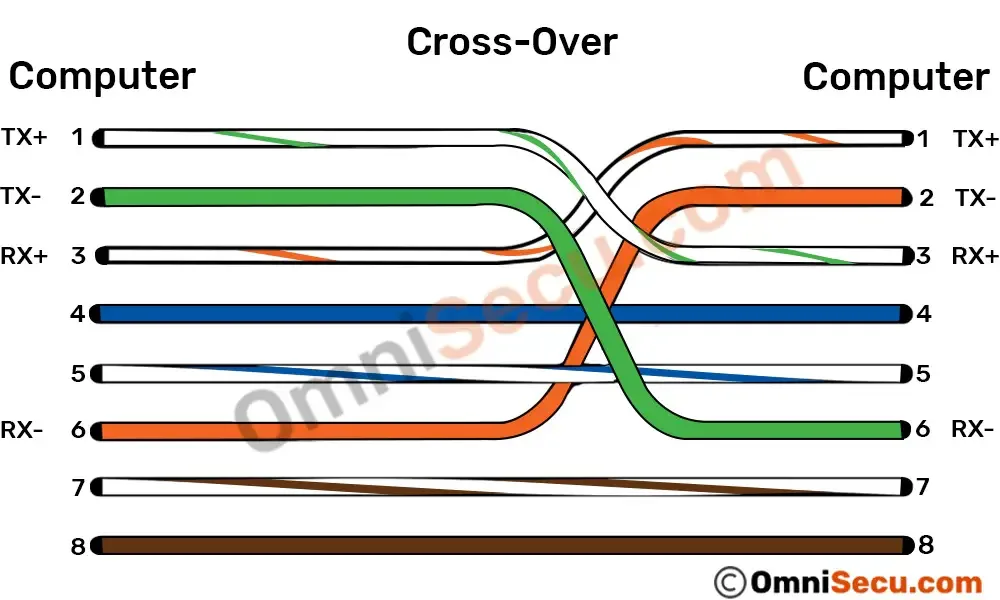 Cross-Over
Computer Computer
TX+ 1 1 TX+
TX- 2 2 TX-
RX+ 3 3 RX+
4 4
5 5
RX- 6 6 RX-
7 7
8 8
OmniSecu.com
© OmniSecu.com